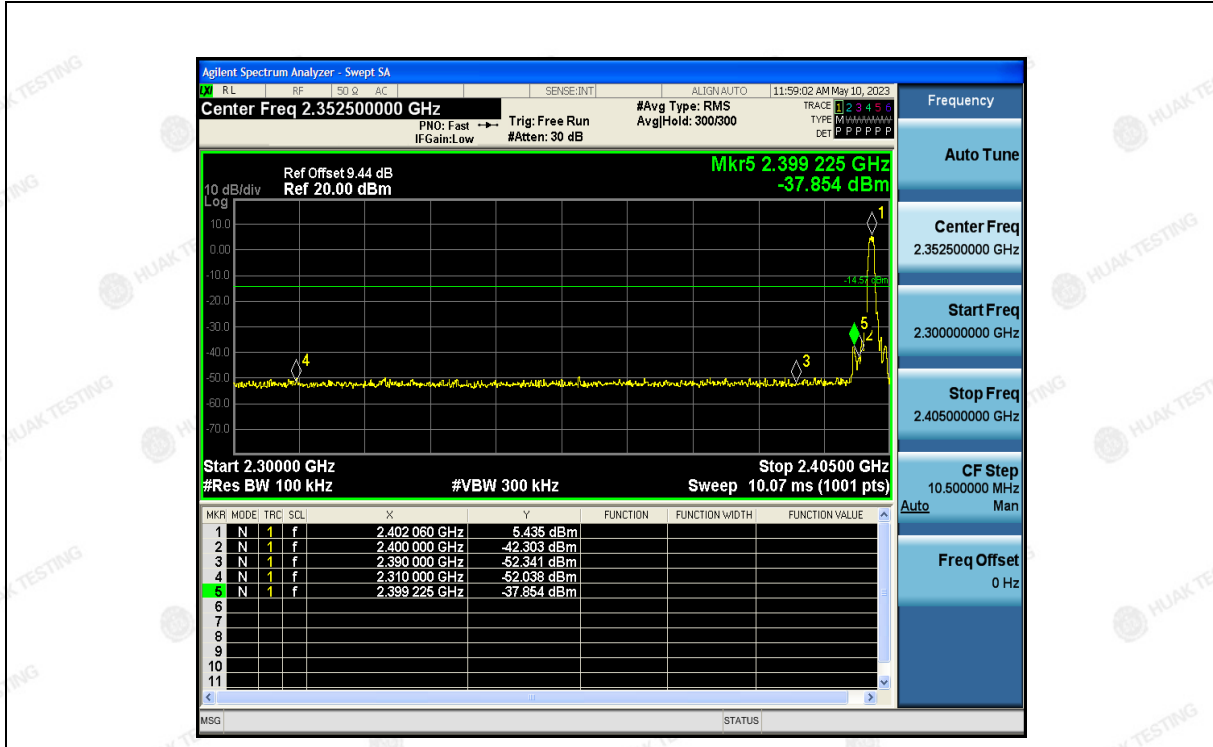 Agilent Spectrum Analyzer - Swept SA
LXI RL RF 50 Ω AC SENSE:INT ALIGN AUTO 11:59:02 AM May 10, 2023
Center Freq 2.352500000 GHz
PNO: Fast
IFGain:Low
Trig: Free Run
#Atten: 30 dB
#Avg Type: RMS
Avg|Hold: 300/300
TRACE 1 2 3 4 5 6
TYPE MWWWWW
DET P P P P P P
Ref Offset 9.44 dB
Ref 20.00 dBm
10 dB/div
Log
Mkr5 2.399 225 GHz
-37.854 dBm
10.0
0.00
-10.0
-20.0
-30.0
-40.0
-50.0
-60.0
-70.0
-14.57 dBm
1
5
2
3
4
Start 2.30000 GHz Stop 2.40500 GHz
#Res BW 100 kHz #VBW 300 kHz Sweep 10.07 ms (1001 pts)
MKR MODE TRC SCL X Y FUNCTION FUNCTION WIDTH FUNCTION VALUE
1 N 1 f 2.402 060 GHz 5.435 dBm
2 N 1 f 2.400 000 GHz -42.303 dBm
3 N 1 f 2.390 000 GHz -52.341 dBm
4 N 1 f 2.310 000 GHz -52.038 dBm
5 N 1 f 2.399 225 GHz -37.854 dBm
6
7
8
9
10
11
MSG STATUS
Frequency
Auto Tune
Center Freq
2.352500000 GHz
Start Freq
2.300000000 GHz
Stop Freq
2.405000000 GHz
CF Step
10.500000 MHz
Auto Man
Freq Offset
0 Hz
HUAK TESTING